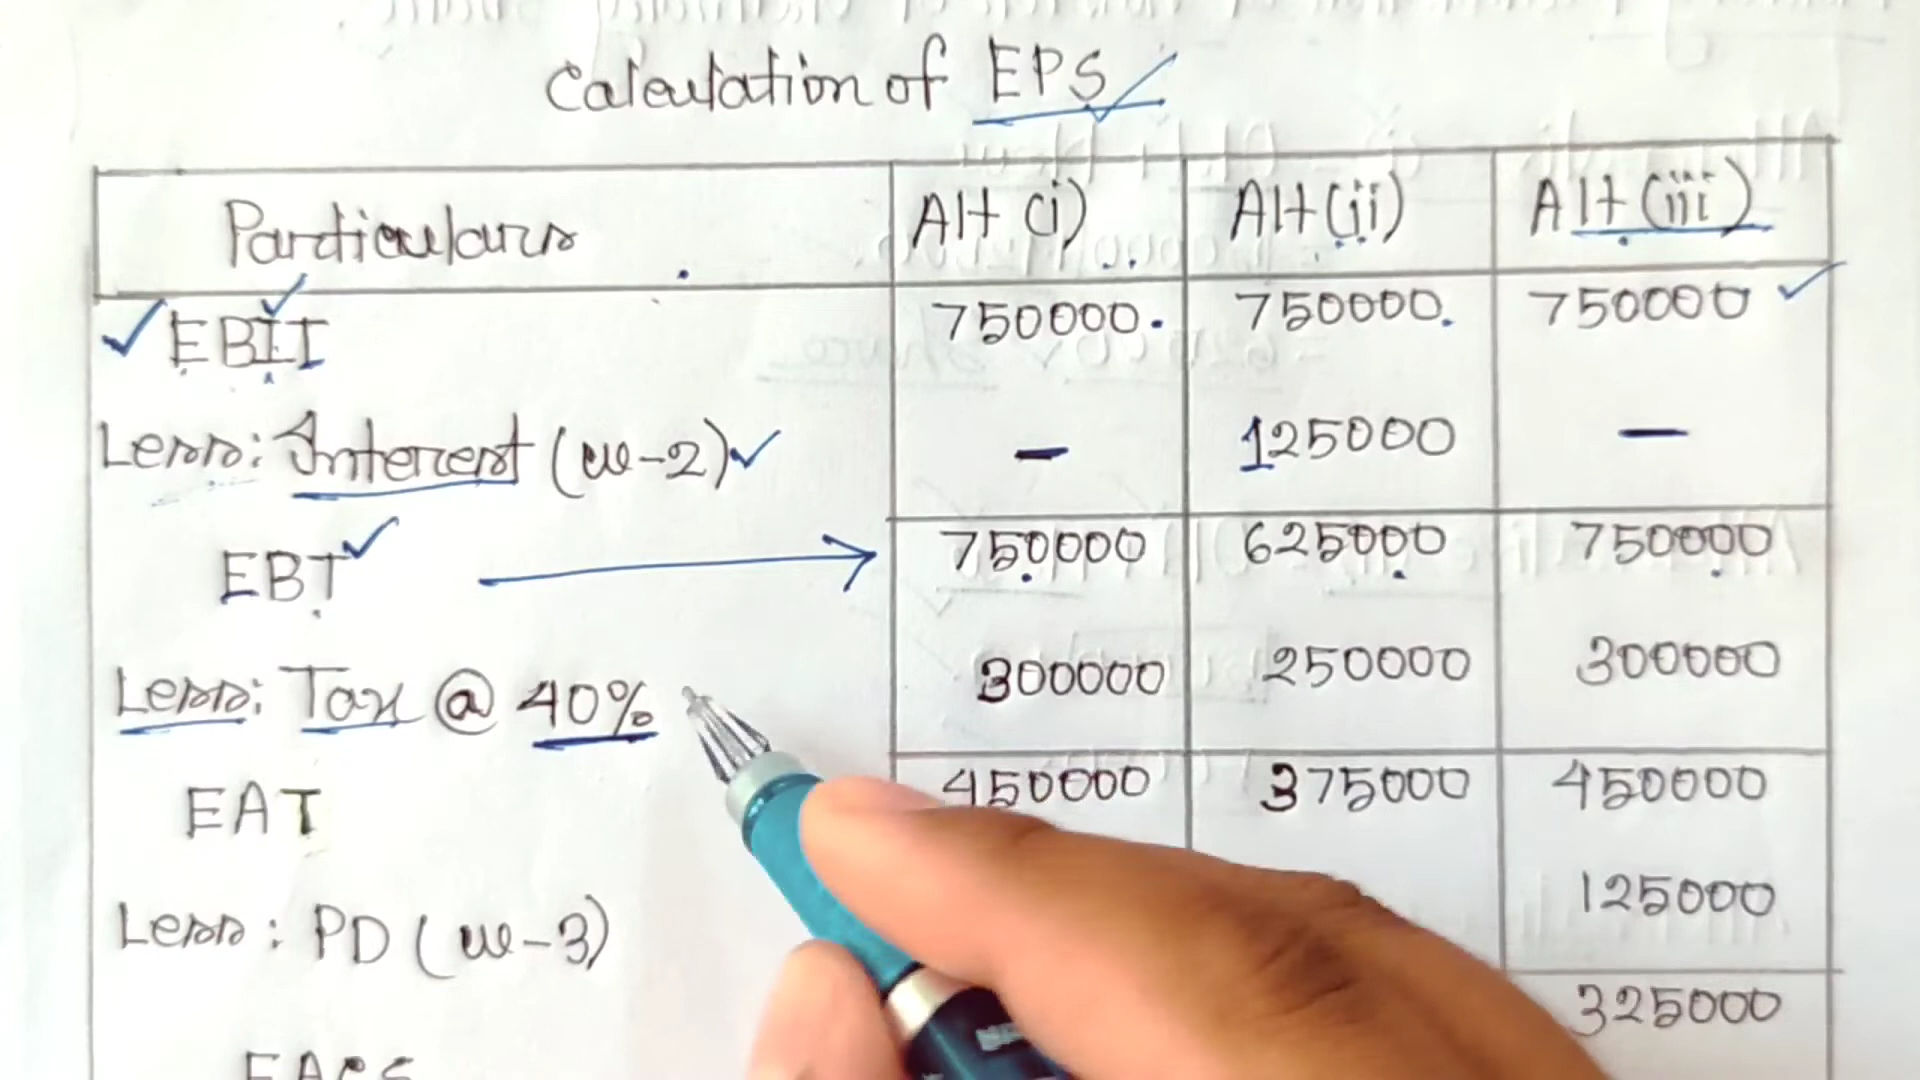 Calculation of EPS
Particulars Alt (i) Alt (ii) Alt (iii)
EBIT 750000 750000 750000
Less: Interest (w-2) - 125000 -
EBT 750000 625000 750000
Less: Tax @ 40% 300000 250000 300000
EAT 450000 375000 450000
Less: PD (w-3) 125000
325000